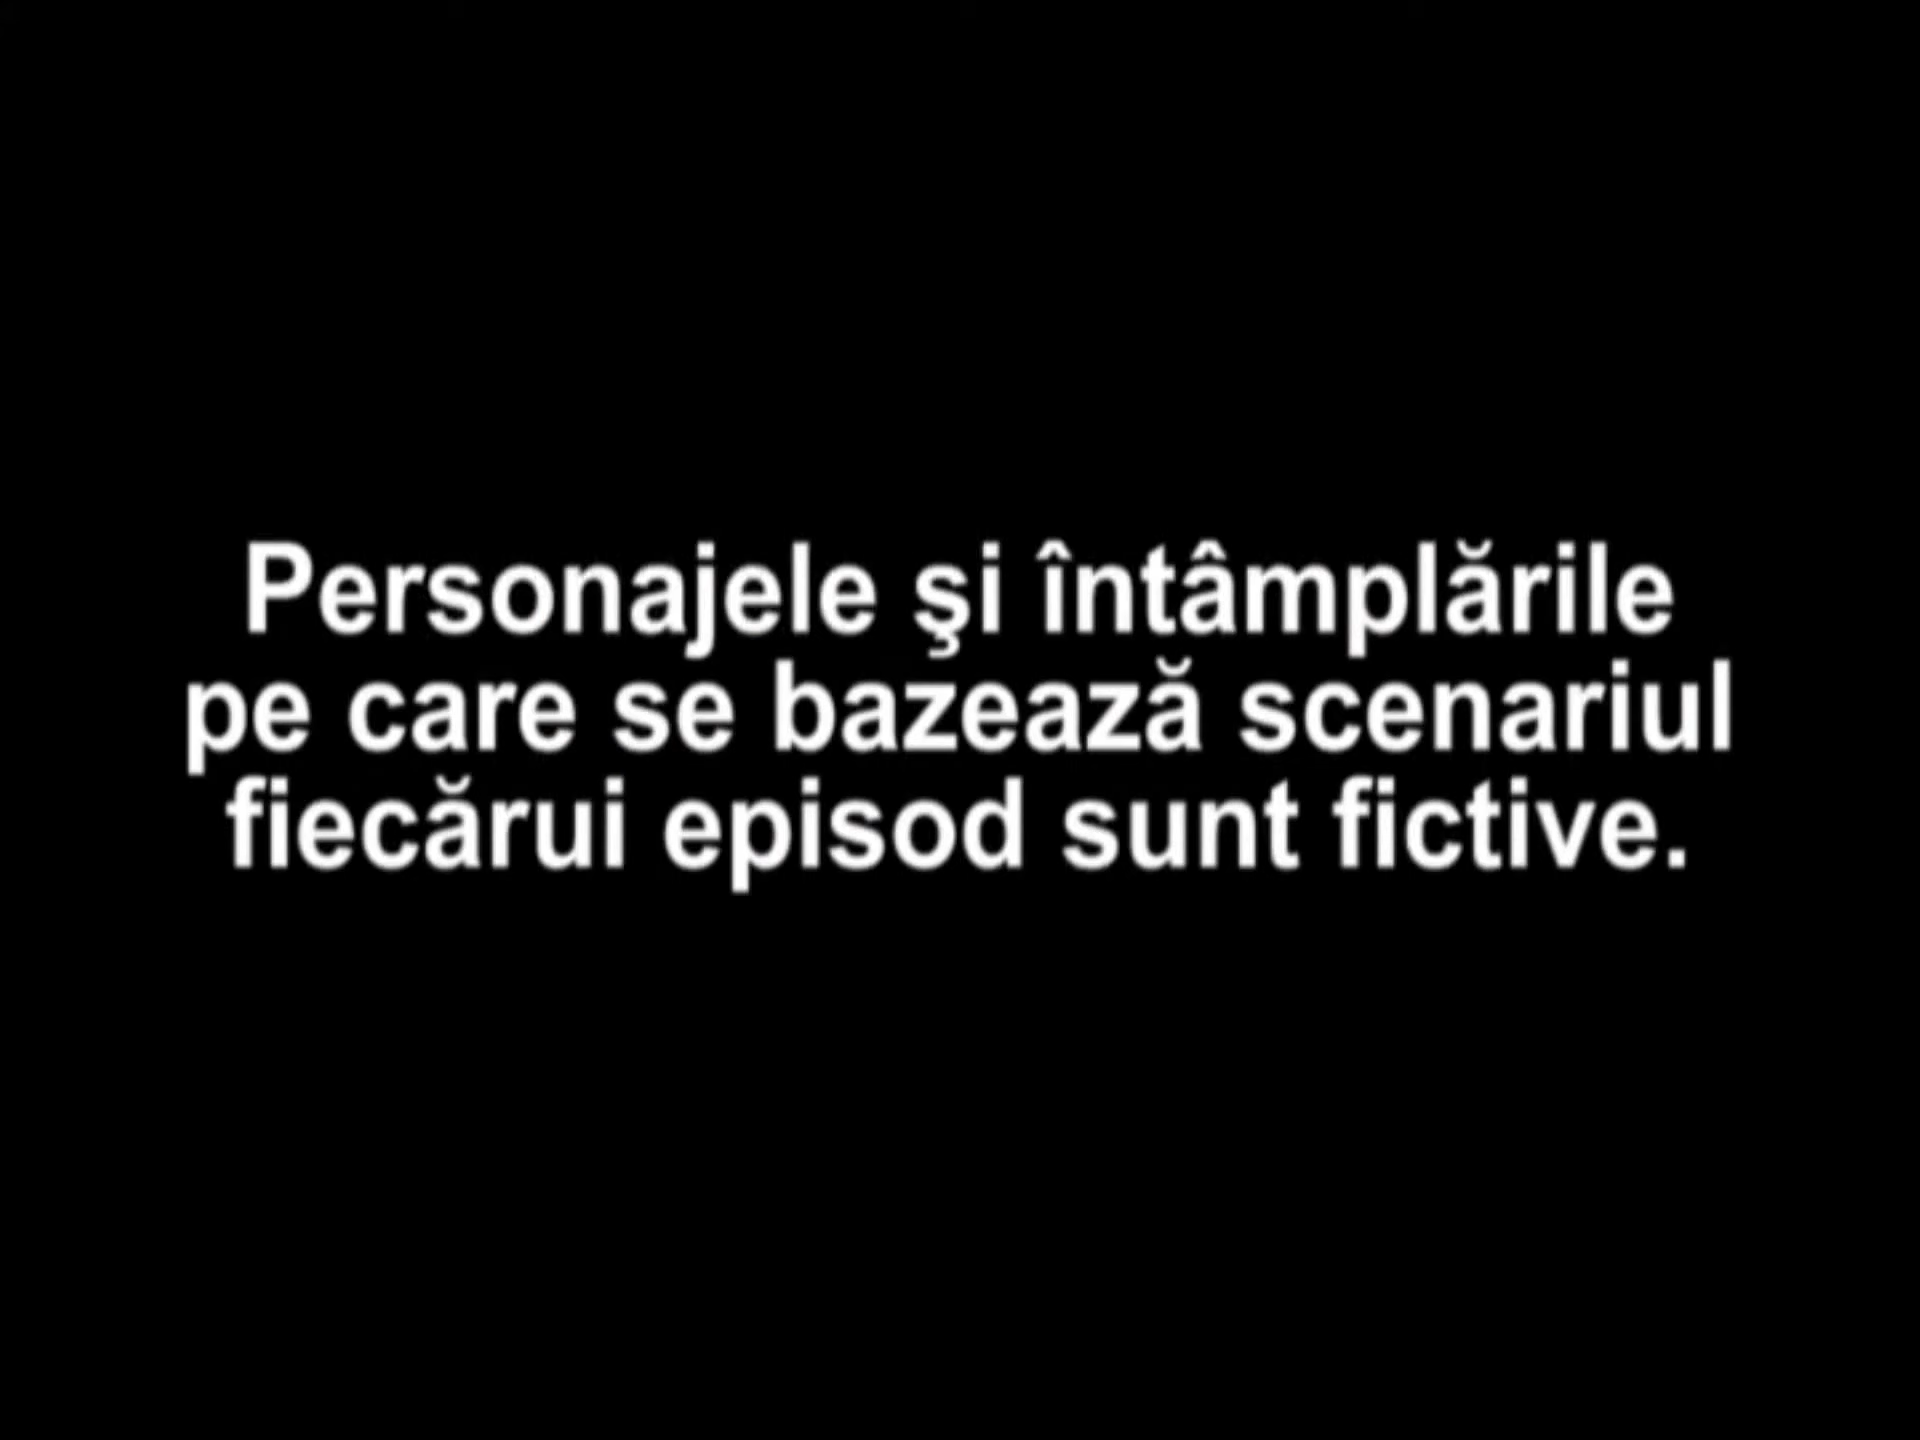 Personajele şi întâmplările
pe care se bazează scenariul
fiecărui episod sunt fictive.